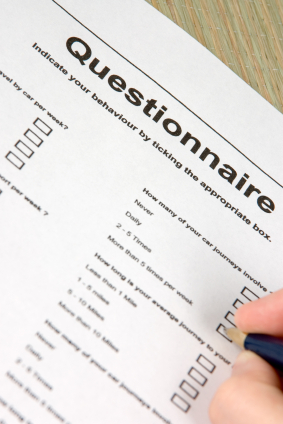 Questionnaire
Indicate your behaviour by ticking the appropriate box.
by car per week?
per week ?
How many of your car journeys involve
Never
Daily
2 - 5 Times
More than 5 times per week
How long is your average journey to your
Less than 1 Mile
1 - 5 miles
5 - 10 Miles
More than 10 Miles
How many of your car journeys
Never
Daily
2 - 5 Times
More than 5 times